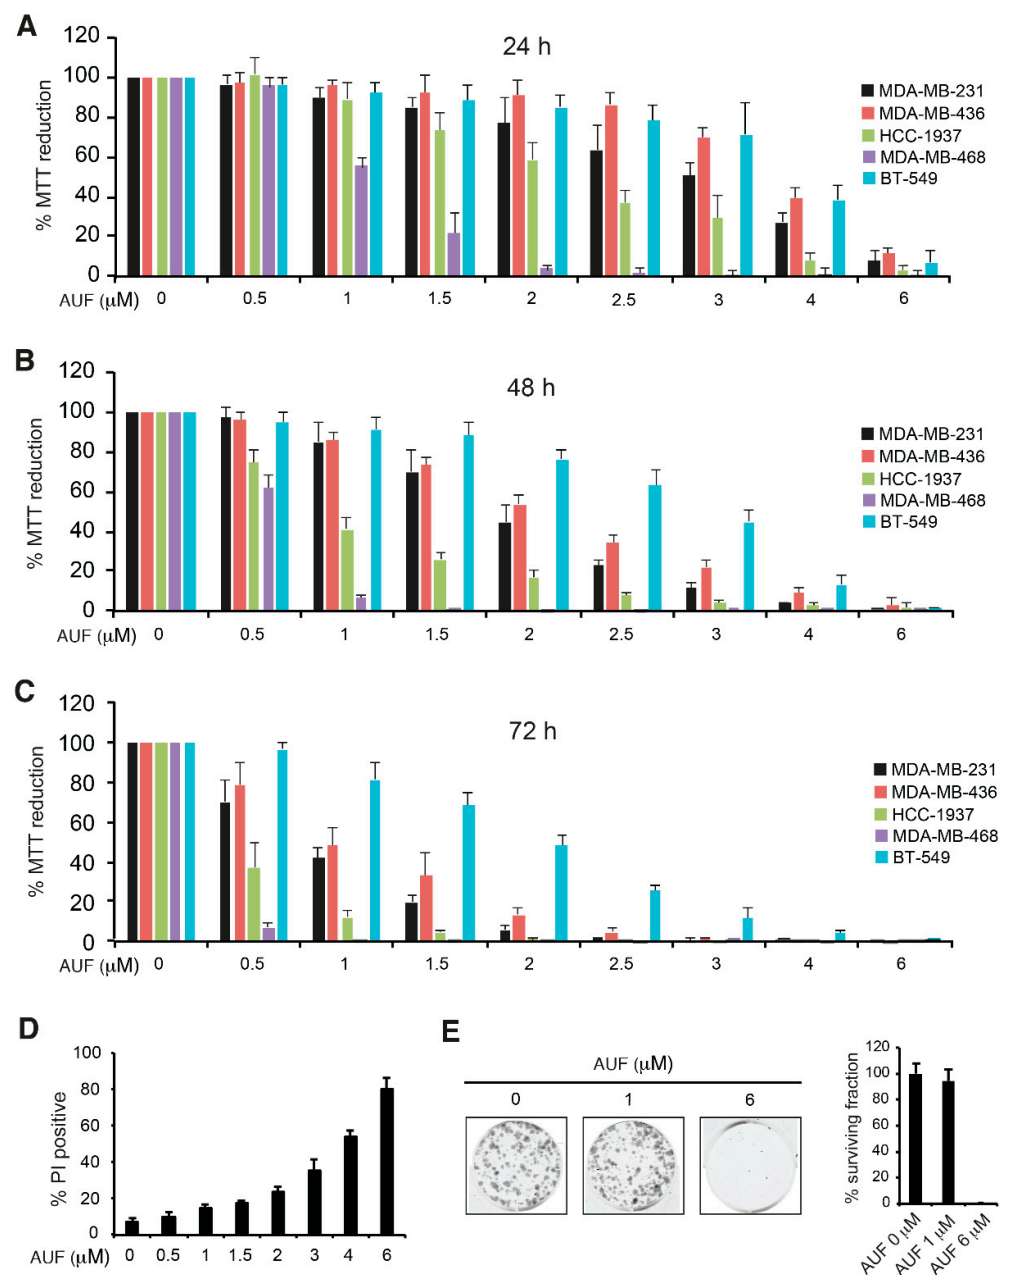 A
24 h
% MTT reduction
120
100
80
60
40
20
0
MDA-MB-231
MDA-MB-436
HCC-1937
MDA-MB-468
BT-549
AUF (µM) 0 0.5 1 1.5 2 2.5 3 4 6
B
48 h
% MTT reduction
120
100
80
60
40
20
0
MDA-MB-231
MDA-MB-436
HCC-1937
MDA-MB-468
BT-549
AUF (µM) 0 0.5 1 1.5 2 2.5 3 4 6
C
72 h
% MTT reduction
120
100
80
60
40
20
0
MDA-MB-231
MDA-MB-436
HCC-1937
MDA-MB-468
BT-549
AUF (µM) 0 0.5 1 1.5 2 2.5 3 4 6
D
% PI positive
100
80
60
40
20
0
AUF (µM) 0 0.5 1 1.5 2 3 4 6
E
AUF (µM)
0 1 6
% surviving fraction
120
100
80
60
40
20
0
AUF 0 µM
AUF 1 µM
AUF 6 µM